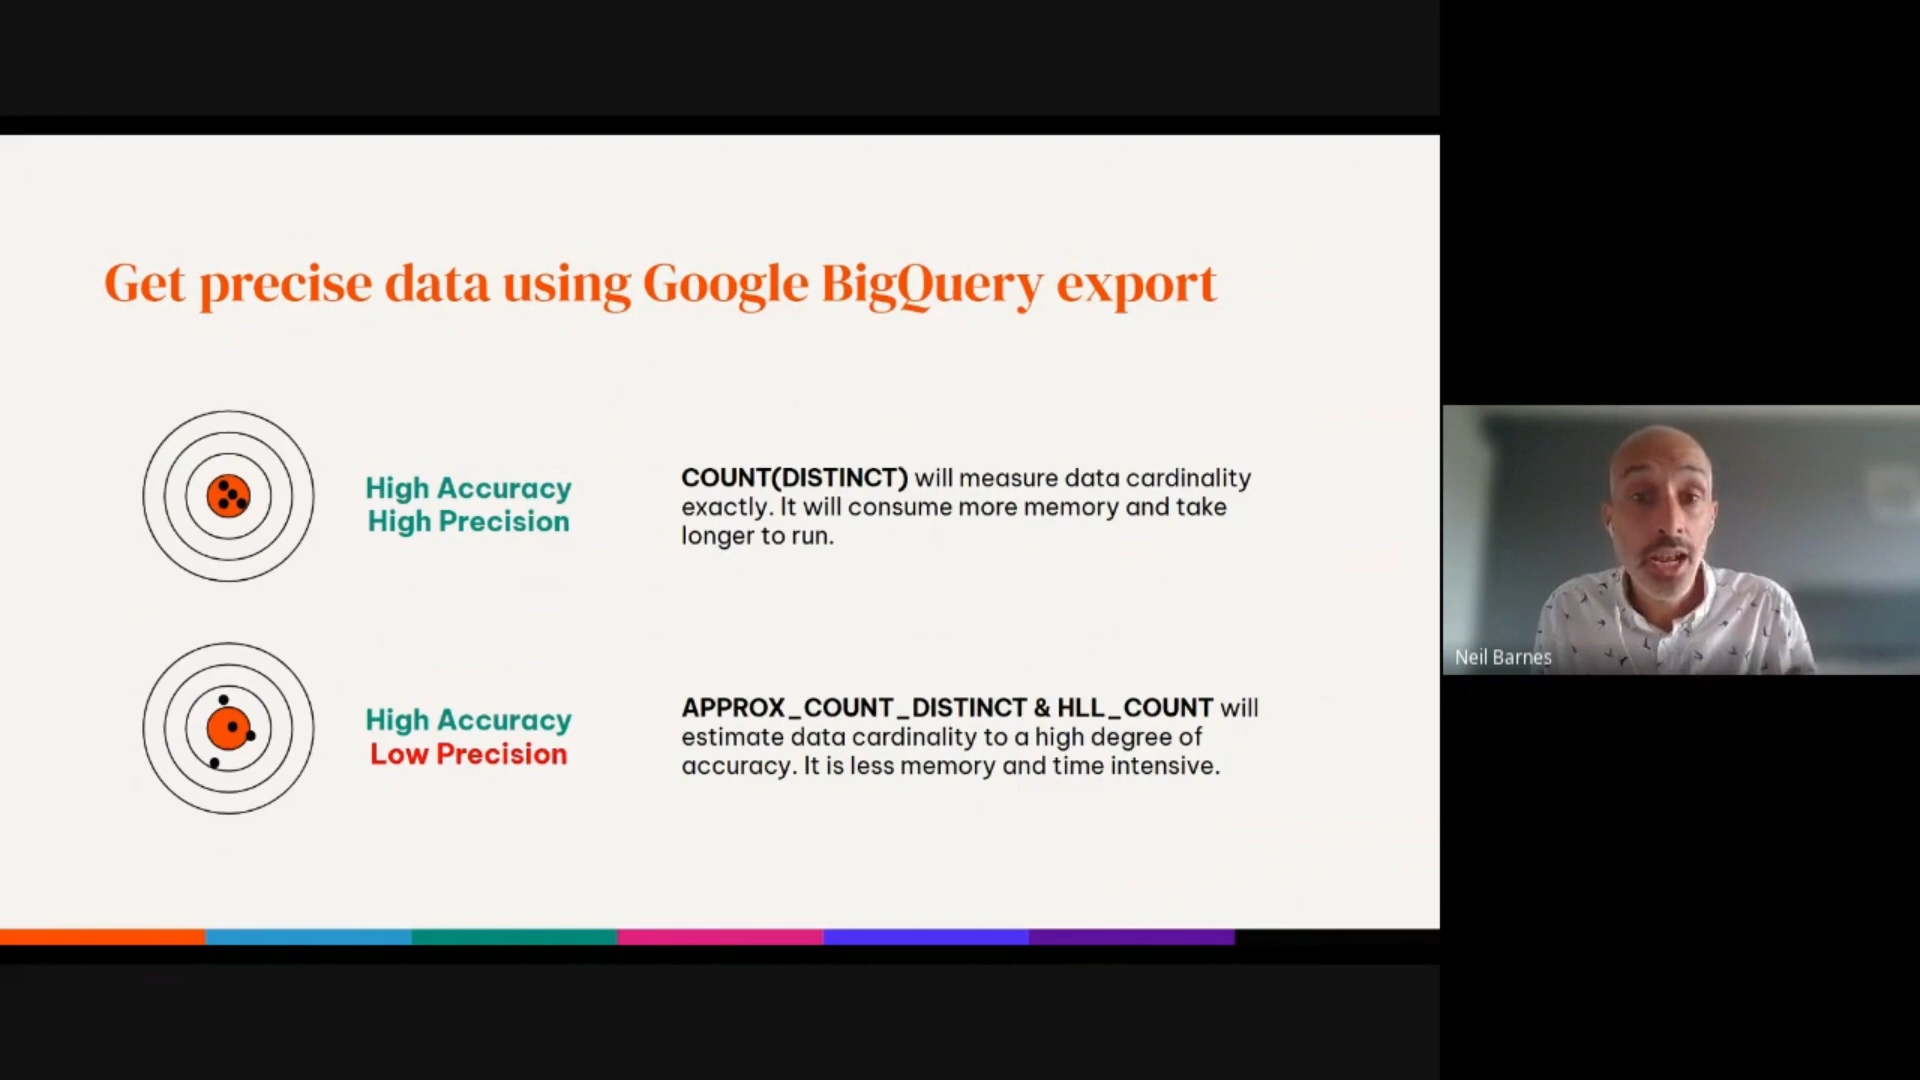 Get precise data using Google BigQuery export
High Accuracy
High Precision
COUNT(DISTINCT) will measure data cardinality
exactly. It will consume more memory and take
longer to run.
High Accuracy
Low Precision
APPROX_COUNT_DISTINCT & HLL_COUNT will
estimate data cardinality to a high degree of
accuracy. It is less memory and time intensive.
Neil Barnes